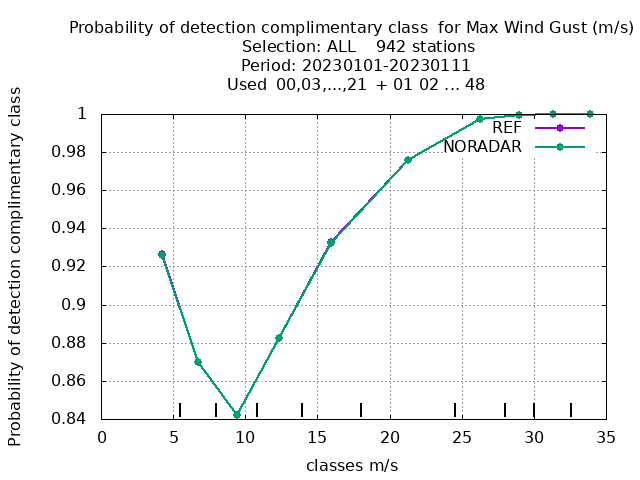 Probability of detection complimentary class  for Max Wind Gust (m/s)
Selection: ALL    942 stations
Period: 20230101-20230111
Used  00,03,...,21  + 01 02 ... 48
Probability of detection complimentary class
1
0.98
0.96
0.94
0.92
0.9
0.88
0.86
0.84
REF
NORADAR
0 5 10 15 20 25 30 35
classes m/s